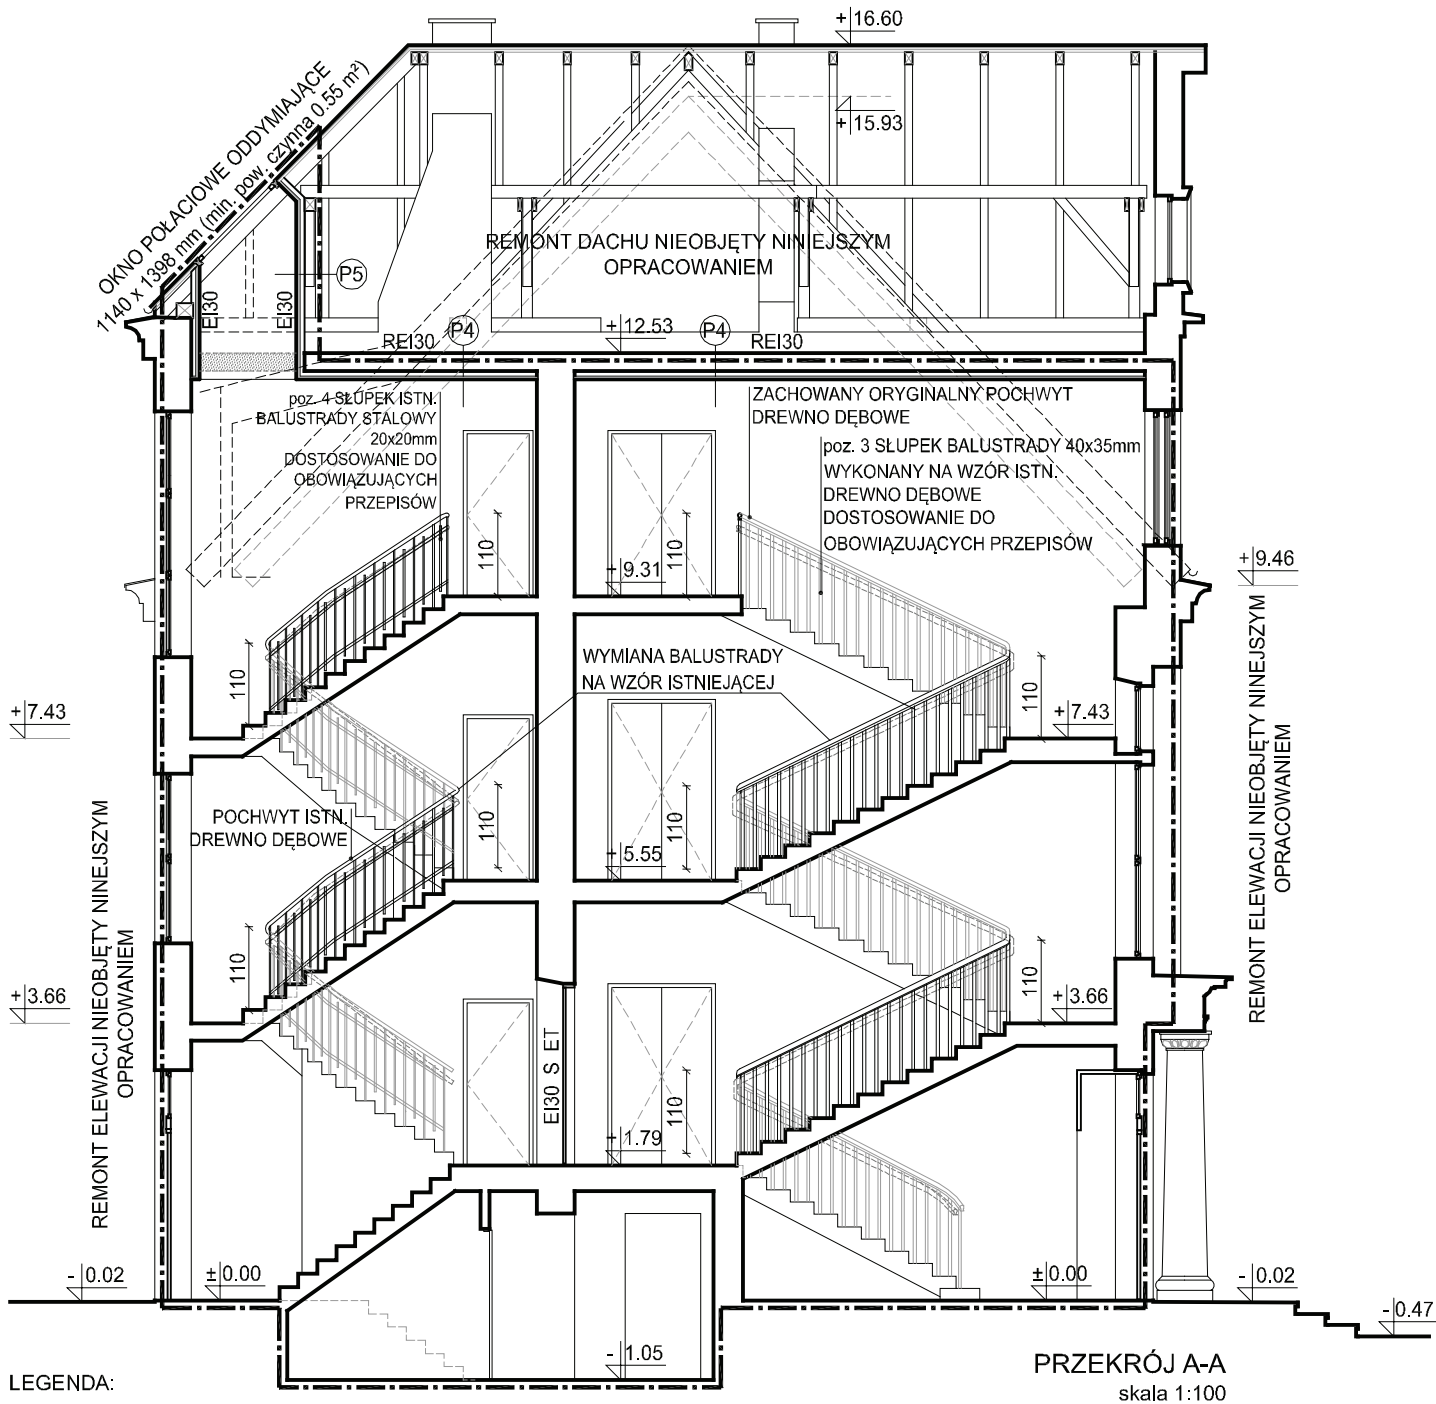 +16.60
+15.93
OKNO POŁACIOWE ODDYMIAJĄCE
1140 x 1398 mm (min. pow. czynna 0.55 m²)
REMONT DACHU NIEOBJĘTY NINIEJSZYM
OPRACOWANIEM
P5
EI30
EI30
REI30
P4
+12.53
P4
REI30
poz. 4 SŁUPEK ISTN.
BALUSTRADY STALOWY
20x20mm
DOSTOSOWANIE DO
OBOWIĄZUJĄCYCH
PRZEPISÓW
ZACHOWANY ORYGINALNY POCHWYT
DREWNO DĘBOWE
poz. 3 SŁUPEK BALUSTRADY 40x35mm
WYKONANY NA WZÓR ISTN.
DREWNO DĘBOWE
DOSTOSOWANIE DO
OBOWIĄZUJĄCYCH PRZEPISÓW
110
110
+9.31
+9.46
WYMIANA BALUSTRADY
NA WZÓR ISTNIEJĄCEJ
110
110
+7.43
+7.43
REMONT ELEWACJI NIEOBJĘTY NINEJSZYM
OPRACOWANIEM
POCHWYT ISTN.
DREWNO DĘBOWE
110
110
+5.55
REMONT ELEWACJI NIEOBJĘTY NINEJSZYM
OPRACOWANIEM
110
110
+3.66
+3.66
EI30 S ET
110
+1.79
-0.02
±0.00
±0.00
-0.02
-0.47
-1.05
PRZEKRÓJ A-A
skala 1:100
LEGENDA: